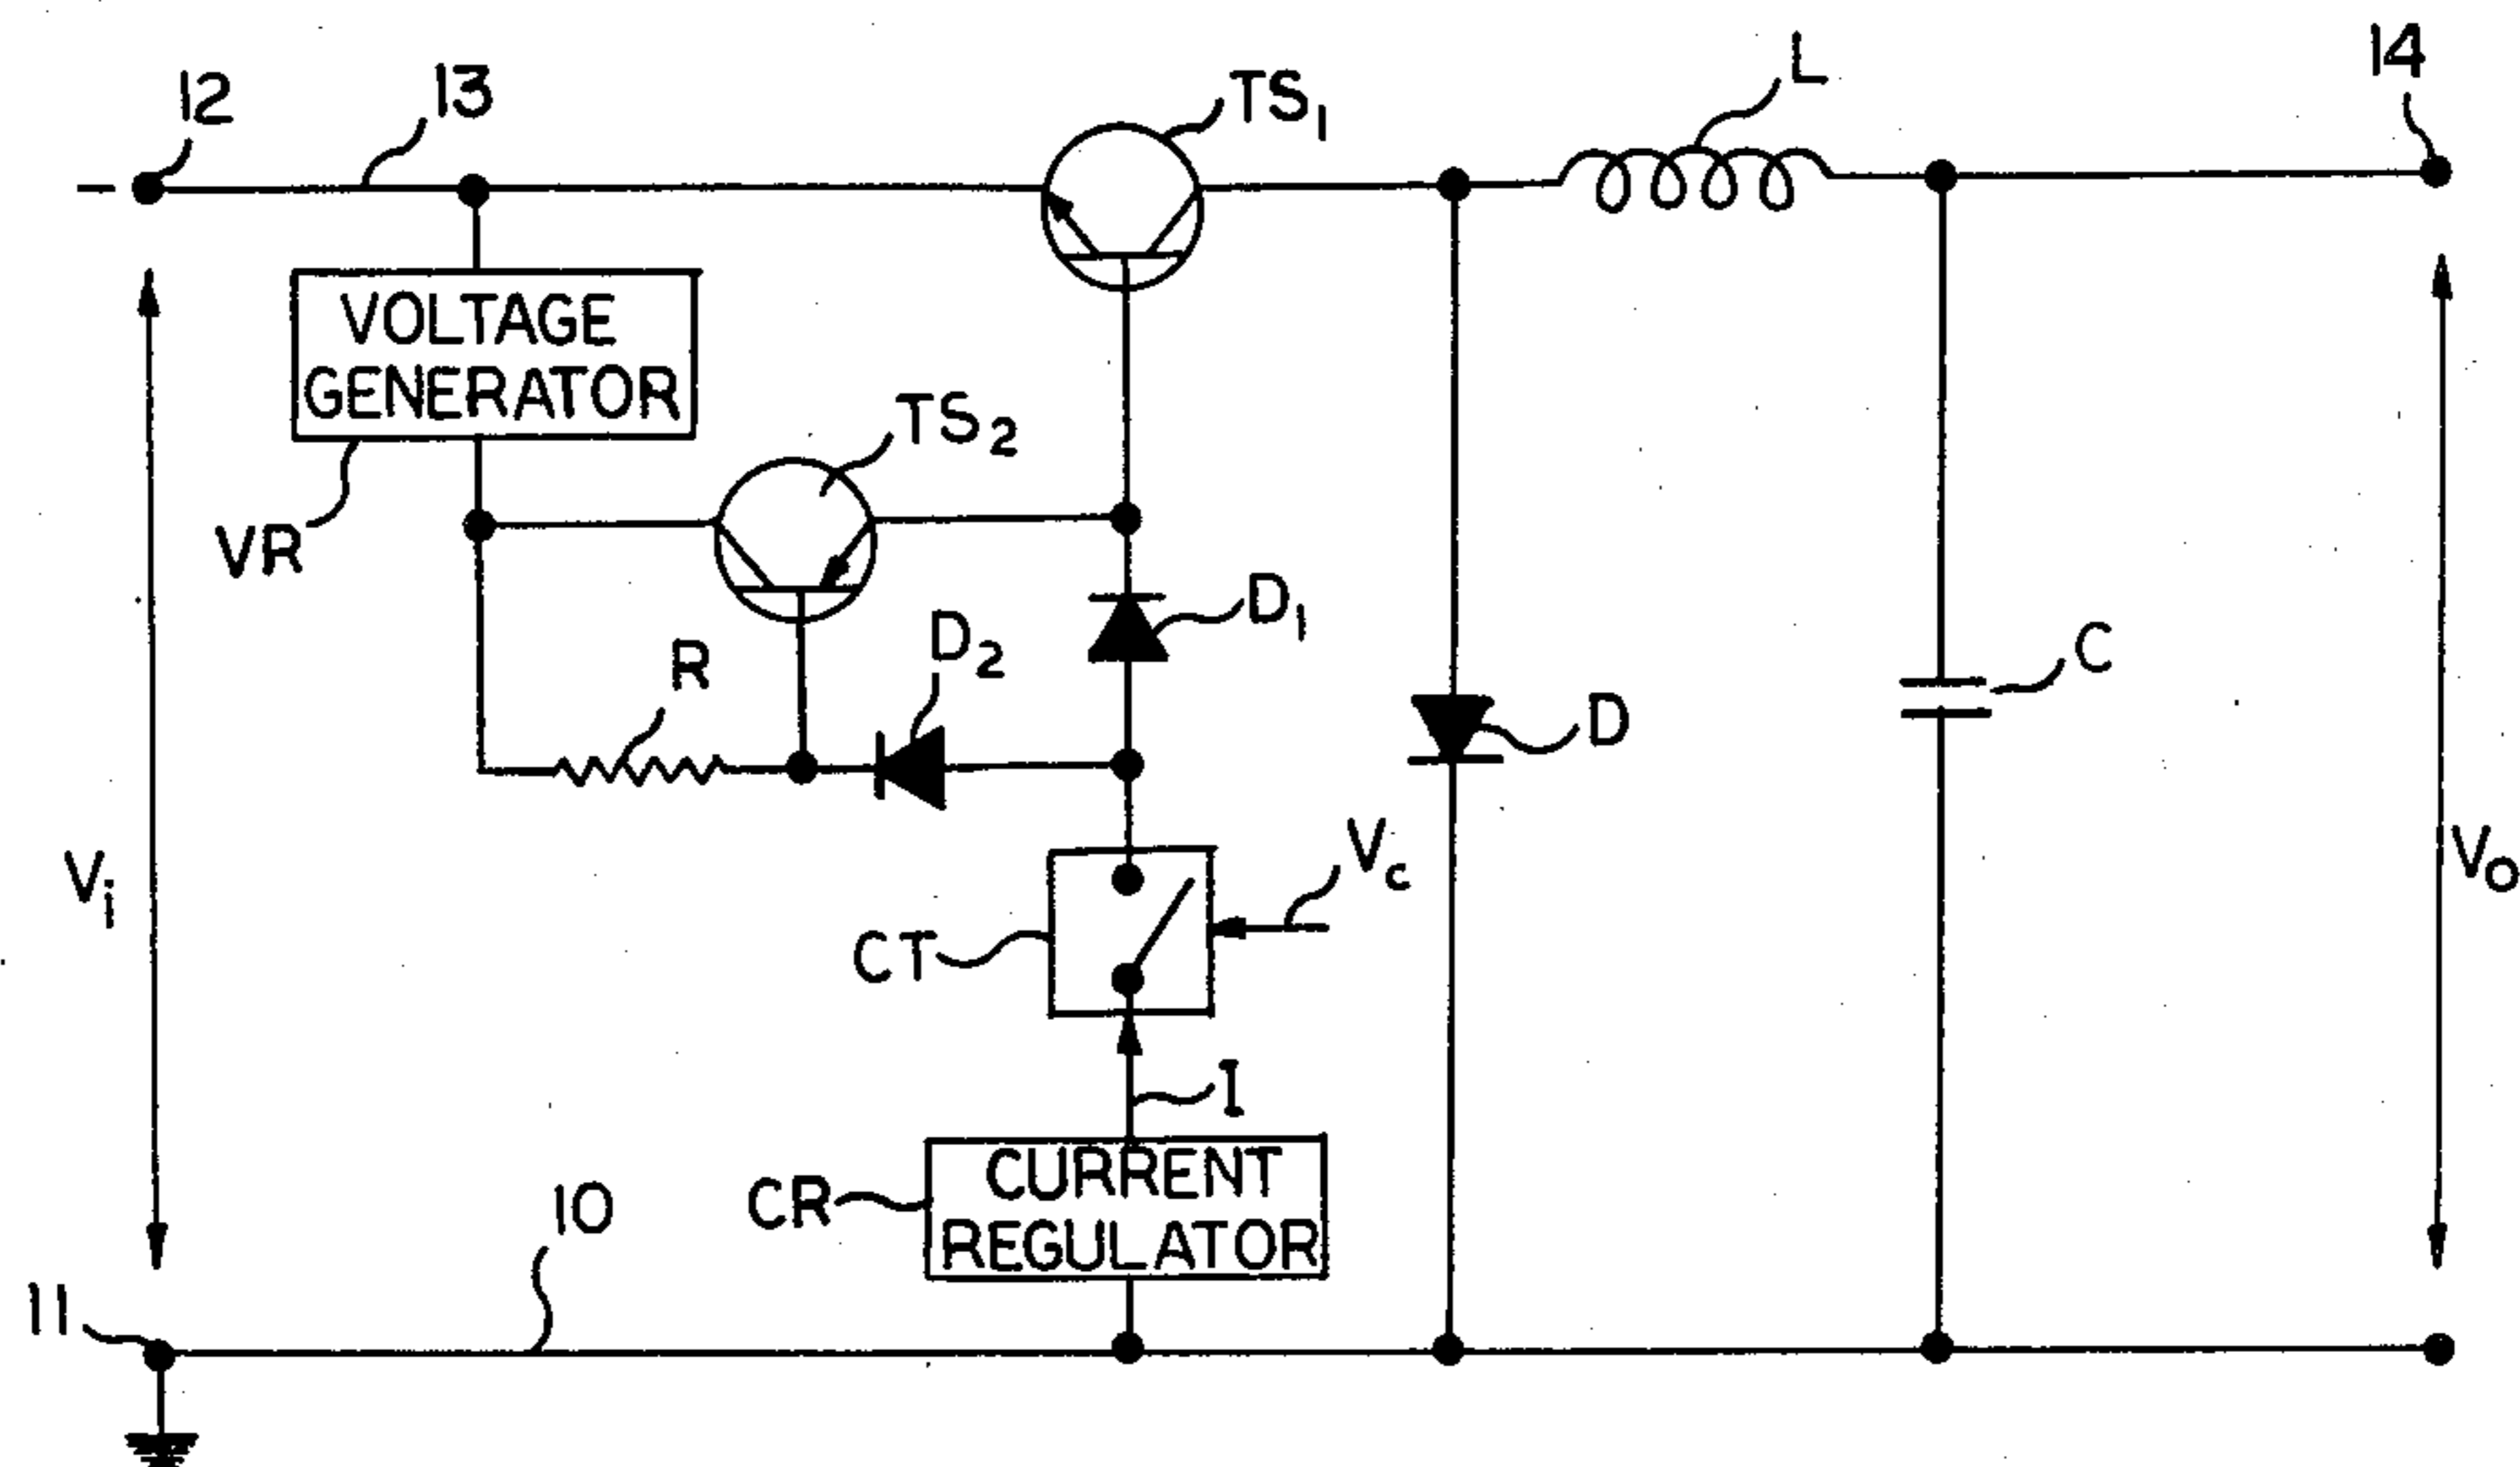 12
13
TS1
L
14
-
VOLTAGE
GENERATOR
TS2
VR
D1
D2
R
C
D
Vi
Vc
Vo
CT
I
CURRENT
REGULATOR
CR
10
11